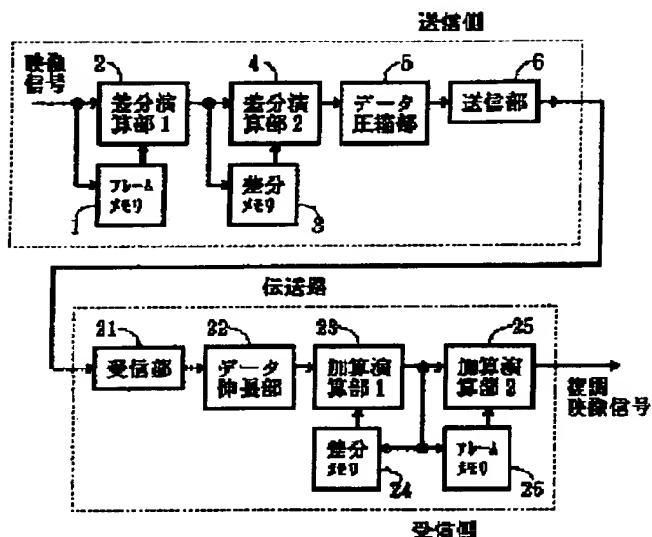 送信側
映像
信号
2
差分演
算部1
4
差分演
算部2
5
データ
圧縮部
6
送信部
フレーム
メモリ
1
差分
メモリ
3
伝送路
21
受信部
22
データ
伸長部
23
加算演
算部1
25
加算演
算部2
復調
映像信号
差分
メモリ
24
フレーム
メモリ
26
受信側